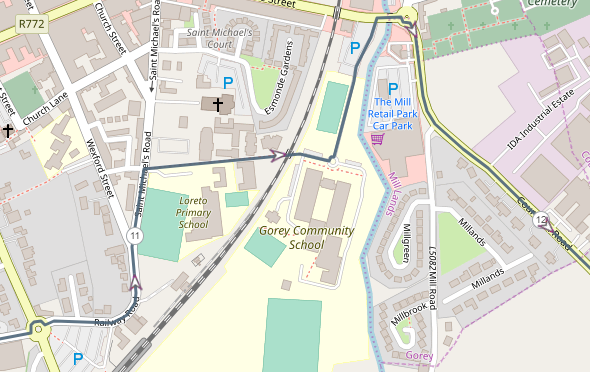 Street
Cemetery
R772
Church Street
Saint Michael's Road
Saint Michael's
Court
P
P
Esmonde Gardens
P
The Mill
Retail Park
Car Park
IDA Industrial Estate
Church Lane
Wexford Street
Saint Michael's Road
Mill Lands
Loreto
Primary
School
Gorey Community
School
11
12
Road
Millgreen
L5082
Mill Road
Millands
Millands
Millbrook
Railway Road
P
Gorey